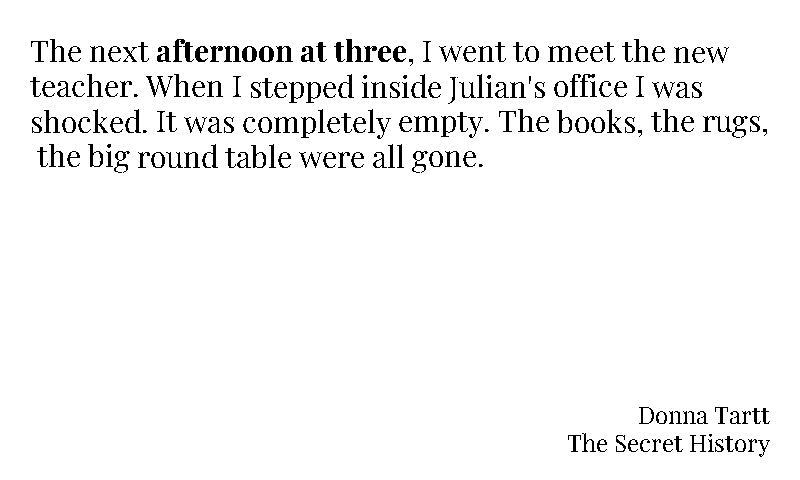 The next afternoon at three, I went to meet the new
teacher. When I stepped inside Julian's office I was
shocked. It was completely empty. The books, the rugs,
the big round table were all gone.
Donna Tartt
The Secret History